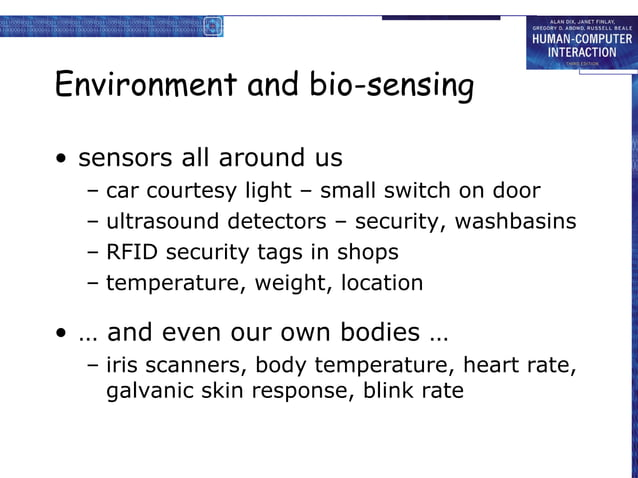 ALAN DIX, JANET FINLAY,
GREGORY D. ABOWD, RUSSELL BEALE
HUMAN-COMPUTER
INTERACTION
THIRD EDITION
Environment and bio-sensing
• sensors all around us
– car courtesy light – small switch on door
– ultrasound detectors – security, washbasins
– RFID security tags in shops
– temperature, weight, location
• … and even our own bodies …
– iris scanners, body temperature, heart rate,
galvanic skin response, blink rate